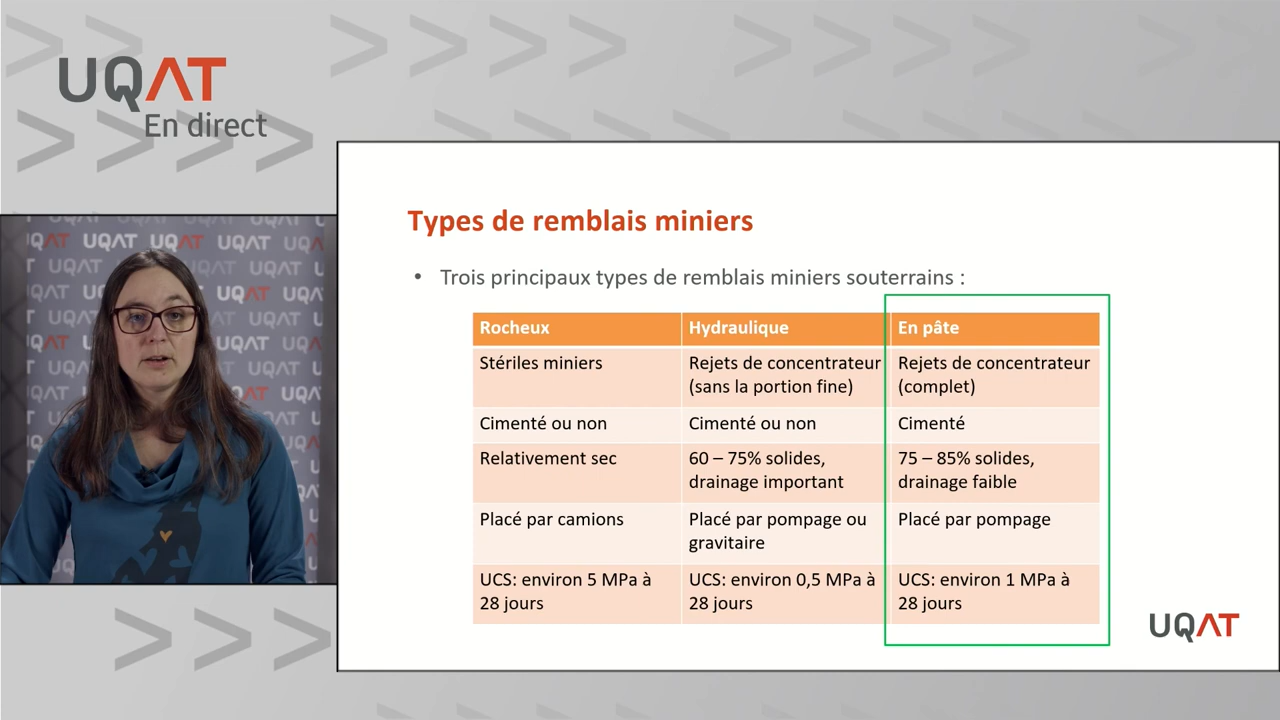 UQAT
En direct
Types de remblais miniers
• Trois principaux types de remblais miniers souterrains :
Rocheux
Hydraulique
En pâte
Stériles miniers
Rejets de concentrateur
(sans la portion fine)
Rejets de concentrateur
(complet)
Cimenté ou non
Cimenté ou non
Cimenté
Relativement sec
60 – 75% solides,
drainage important
75 – 85% solides,
drainage faible
Placé par camions
Placé par pompage ou
gravitaire
Placé par pompage
UCS: environ 5 MPa à
28 jours
UCS: environ 0,5 MPa à
28 jours
UCS: environ 1 MPa à
28 jours
UQAT